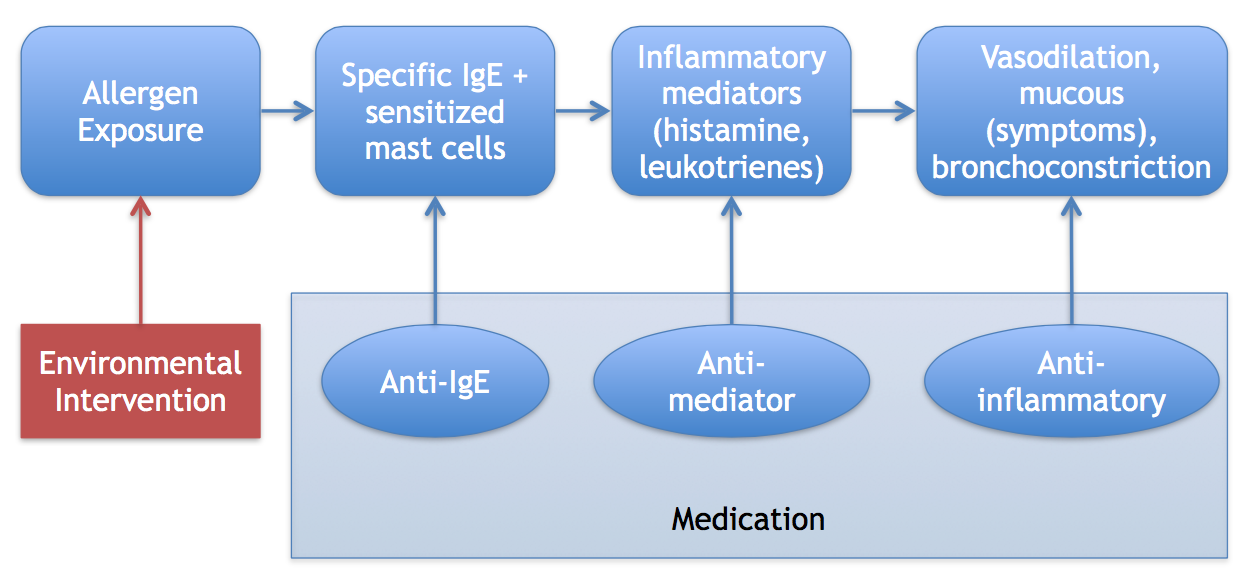 Allergen
Exposure
Specific IgE +
sensitized
mast cells
Inflammatory
mediators
(histamine,
leukotrienes)
Vasodilation,
mucous
(symptoms),
bronchoconstriction
Environmental
Intervention
Anti-IgE
Anti-
mediator
Anti-
inflammatory
Medication